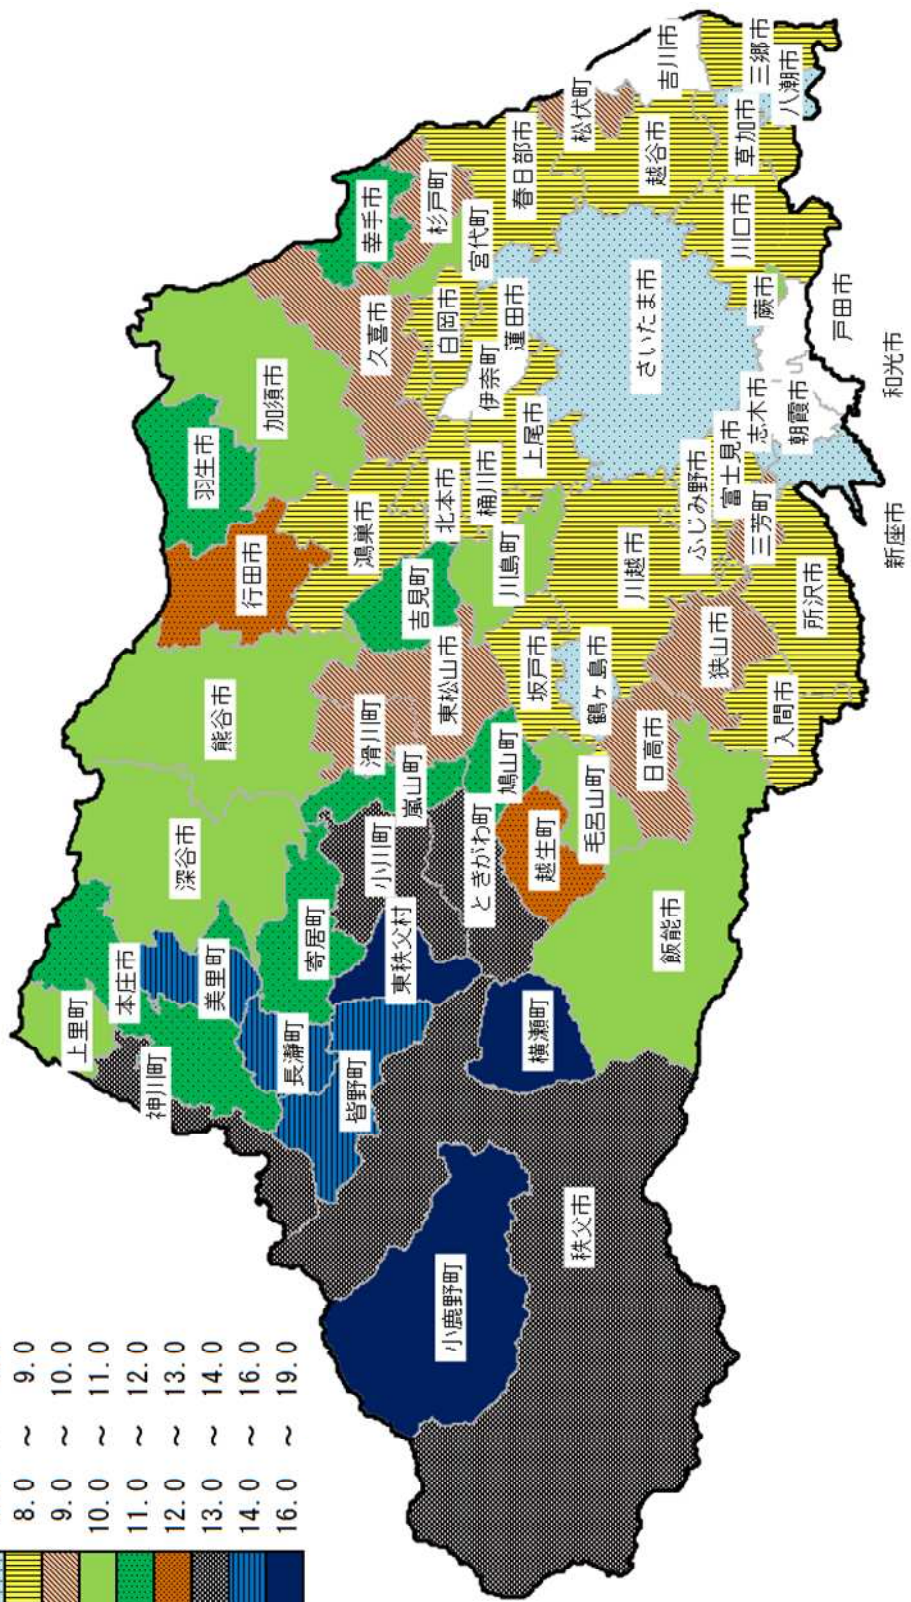 8.0 ～ 9.0
9.0 ～ 10.0
10.0 ～ 11.0
11.0 ～ 12.0
12.0 ～ 13.0
13.0 ～ 14.0
14.0 ～ 16.0
16.0 ～ 19.0
上里町
神川町
本庄市
美里町
深谷市
熊谷市
行田市
羽生市
加須市
久喜市
幸手市
杉戸町
宮代町
白岡市
蓮田市
伊奈町
春日部市
松伏町
吉川市
越谷市
三郷市
八潮市
草加市
川口市
蕨市
戸田市
さいたま市
上尾市
桶川市
北本市
鴻巣市
吉見町
川島町
東松山市
滑川町
嵐山町
小川町
寄居町
長瀞町
皆野町
東秩父村
ときがわ町
鳩山町
越生町
毛呂山町
坂戸市
鶴ヶ島市
川越市
ふじみ野市
富士見市
志木市
朝霞市
和光市
新座市
三芳町
所沢市
狭山市
入間市
日高市
飯能市
横瀬町
秩父市
小鹿野町